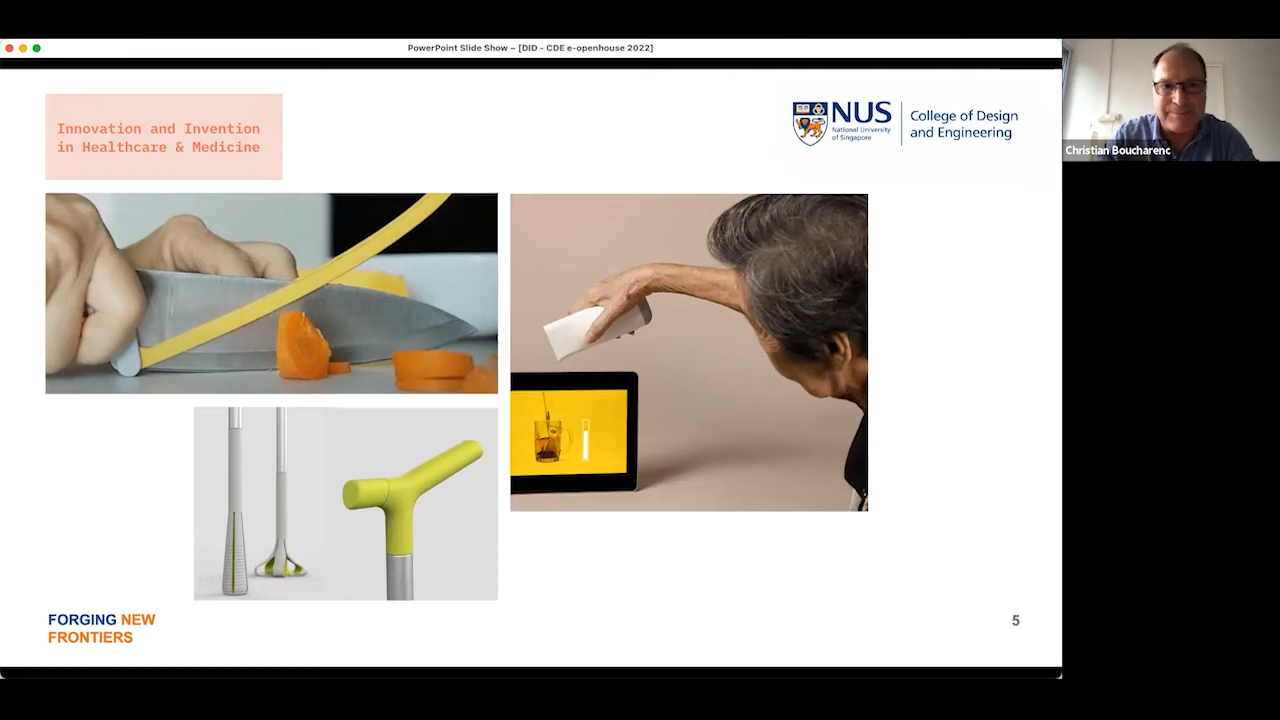 PowerPoint Slide Show – [DID - CDE e-openhouse 2022]
Innovation and Invention
in Healthcare & Medicine
NUS
National University
of Singapore
College of Design
and Engineering
Christian Boucharenc
FORGING NEW
FRONTIERS
5